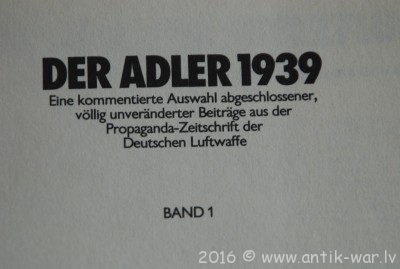 DER ADLER 1939
Eine kommentierte Auswahl abgeschlossener,
völlig unveränderter Beiträge aus der
Propaganda-Zeitschrift der
Deutschen Luftwaffe
BAND 1
2016 © www.antik-war.lv